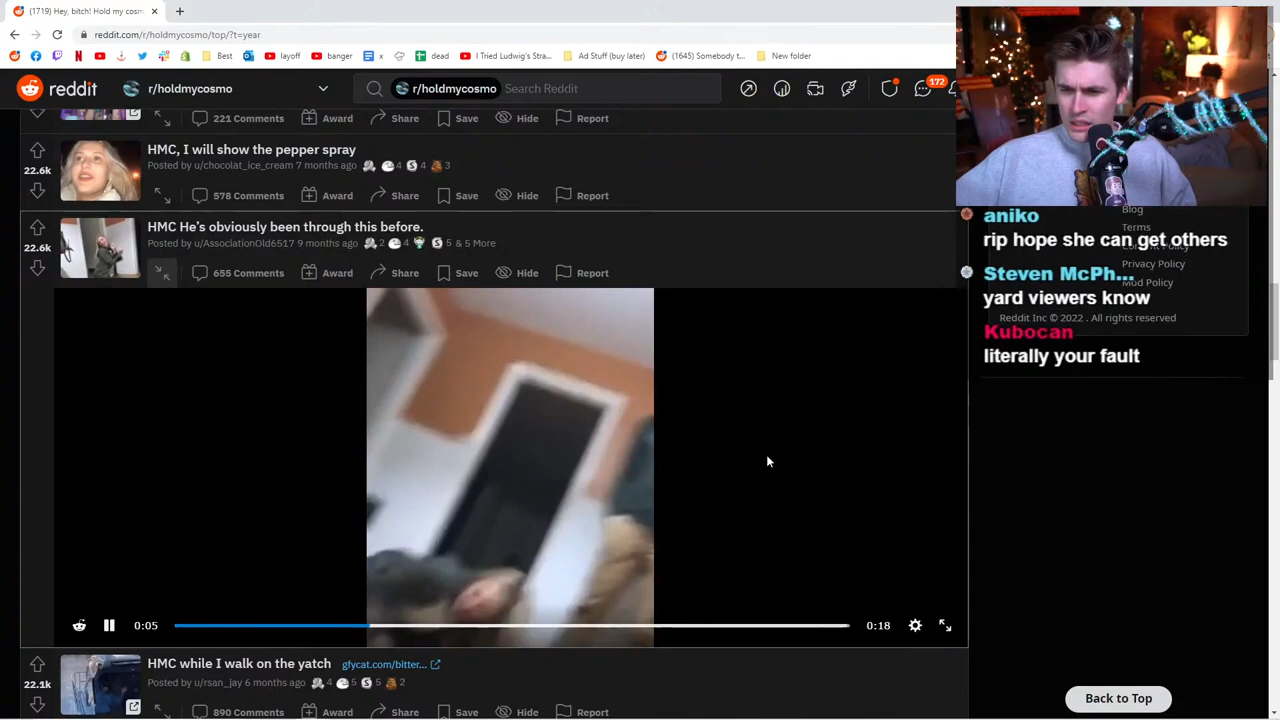 (1719) Hey, bitch! Hold my cosm
reddit.com/r/holdmycosmo/top/?t=year
Best
layoff
banger
x
dead
I Tried Ludwig's Stra...
Ad Stuff (buy later)
(1645) Somebody t...
New folder
reddit
r/holdmycosmo
r/holdmycosmo
Search Reddit
172
221 Comments
Award
Share
Save
Hide
Report
22.6k
HMC, I will show the pepper spray
Posted by u/chocolat_ice_cream 7 months ago
4
4
3
578 Comments
Award
Share
Save
Hide
Report
22.6k
HMC He's obviously been through this before.
Posted by u/AssociationOld6517 9 months ago
2
4
5 & 5 More
655 Comments
Award
Share
Save
Hide
Report
0:05
0:18
22.1k
HMC while I walk on the yatch
gfycat.com/bitter...
Posted by u/rsan_jay 6 months ago
4
5
5
2
890 Comments
Award
Share
Save
Hide
Report
Blog
Terms
Privacy Policy
Mod Policy
Reddit Inc © 2022 . All rights reserved
aniko
rip hope she can get others
Steven McPh...
yard viewers know
Kubocan
literally your fault
Back to Top